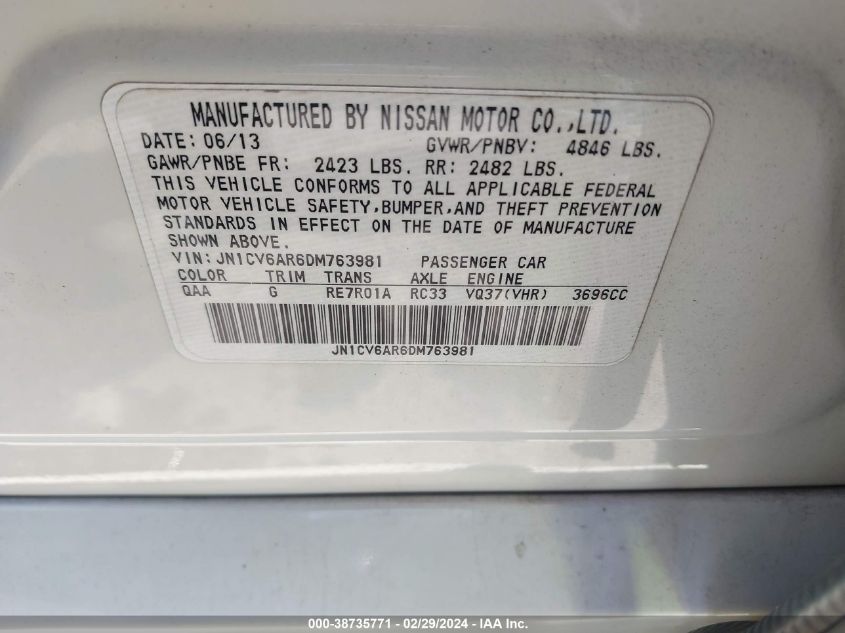 MANUFACTURED BY NISSAN MOTOR CO.,LTD.
DATE: 06/13 GVWR/PNBV: 4846 LBS.
GAWR/PNBE FR: 2423 LBS. RR: 2482 LBS.
THIS VEHICLE CONFORMS TO ALL APPLICABLE FEDERAL
MOTOR VEHICLE SAFETY,BUMPER,AND THEFT PREVENTION
STANDARDS IN EFFECT ON THE DATE OF MANUFACTURE
SHOWN ABOVE.
VIN: JN1CV6AR6DM763981 PASSENGER CAR
COLOR TRIM TRANS AXLE ENGINE
QAA G RE7R01A RC33 VQ37(VHR) 3696CC
JN1CV6AR6DM763981
000-38735771 - 02/29/2024 - IAA Inc.